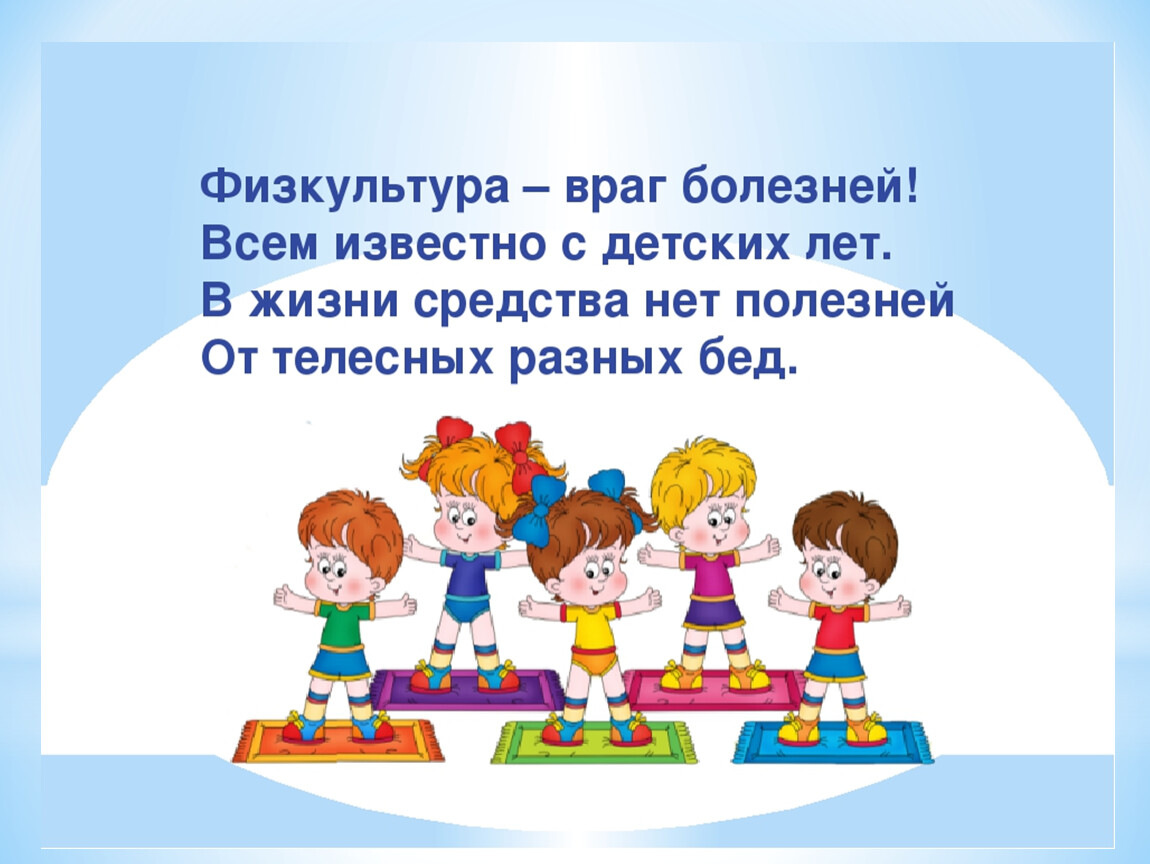 Физкультура – враг болезней!
Всем известно с детских лет.
В жизни средства нет полезней
От телесных разных бед.